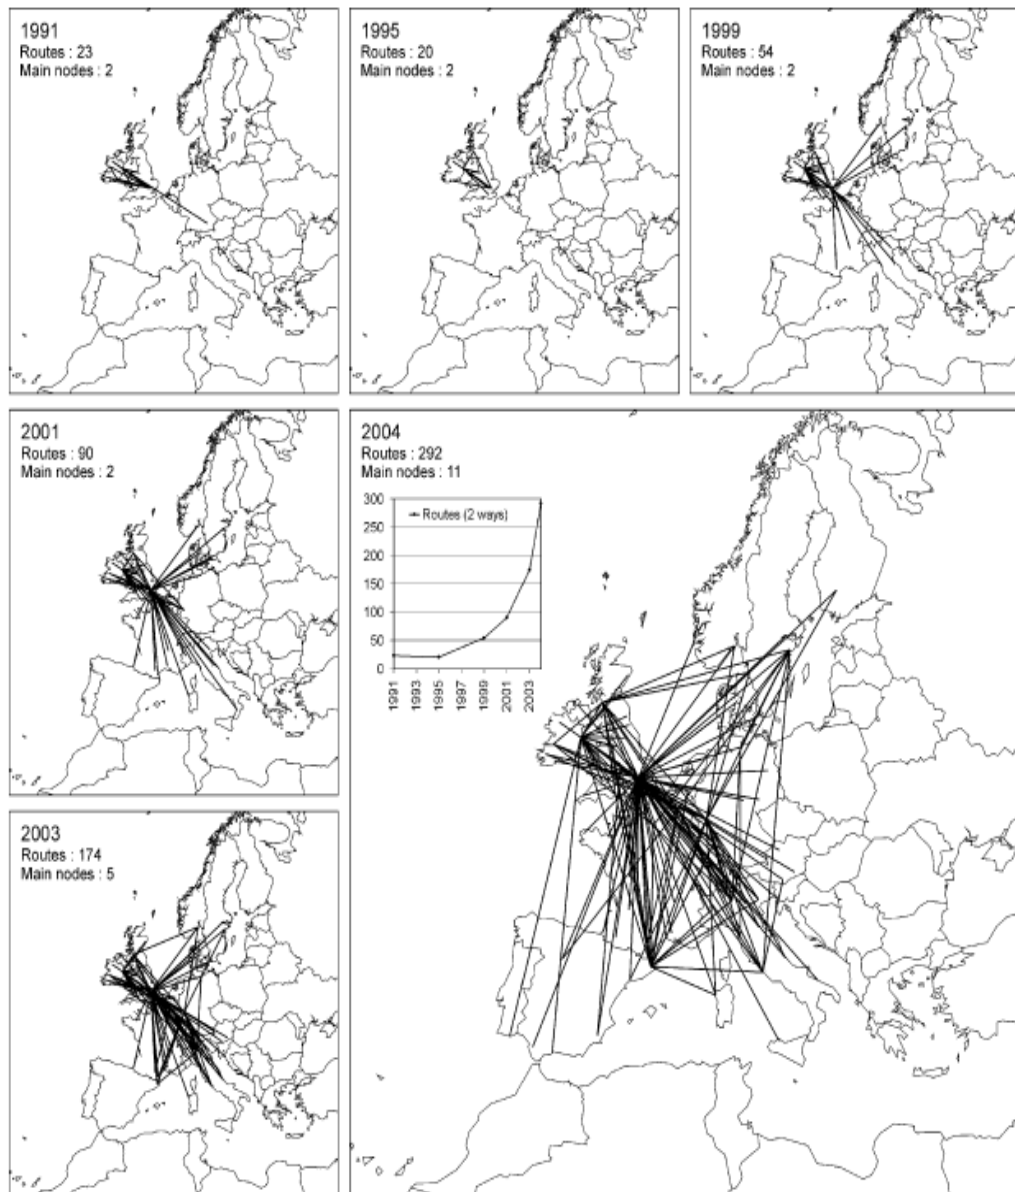 1991
Routes : 23
Main nodes : 2
1995
Routes : 20
Main nodes : 2
1999
Routes : 54
Main nodes : 2
2001
Routes : 90
Main nodes : 2
2004
Routes : 292
Main nodes : 11
300
250
200
150
100
50
0
Routes (2 ways)
1991
1993
1995
1997
1999
2001
2003
2003
Routes : 174
Main nodes : 5